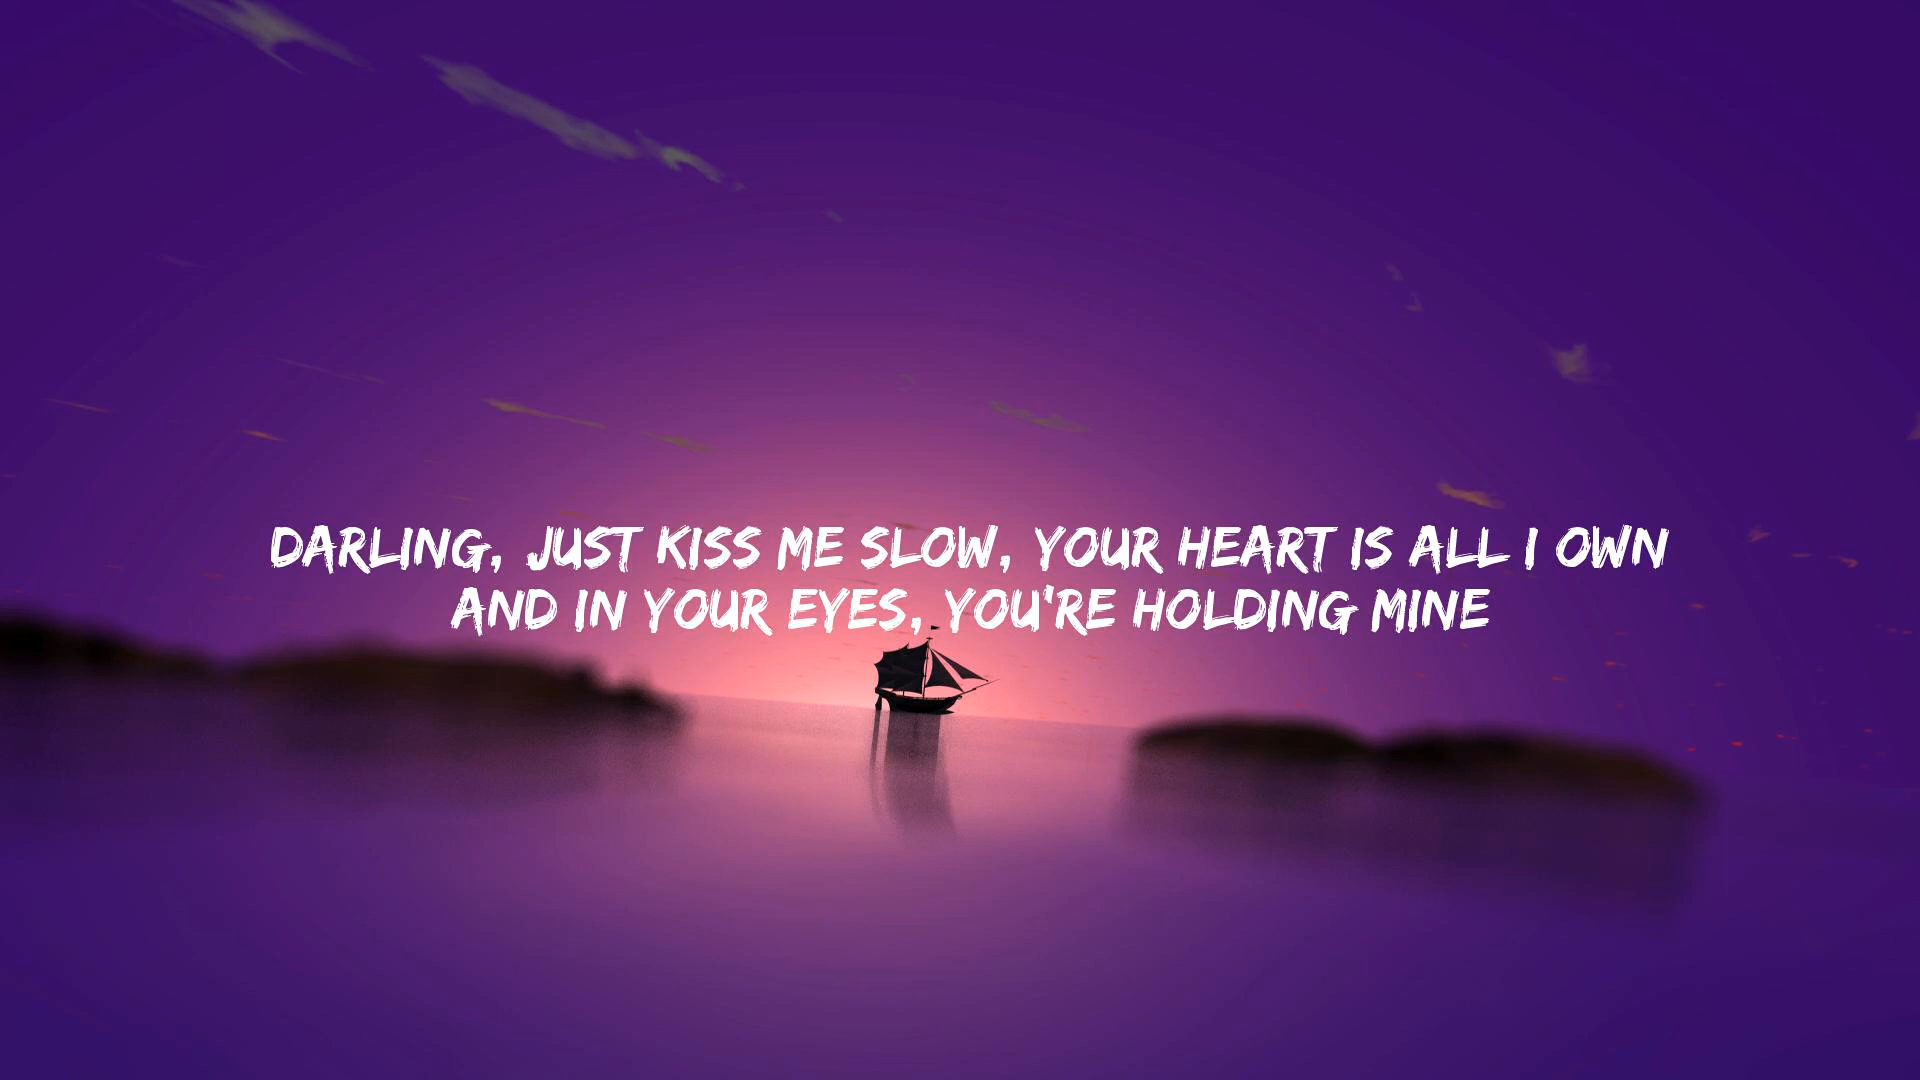 DARLING, JUST KISS ME SLOW, YOUR HEART IS ALL I OWN
AND IN YOUR EYES, YOU'RE HOLDING MINE